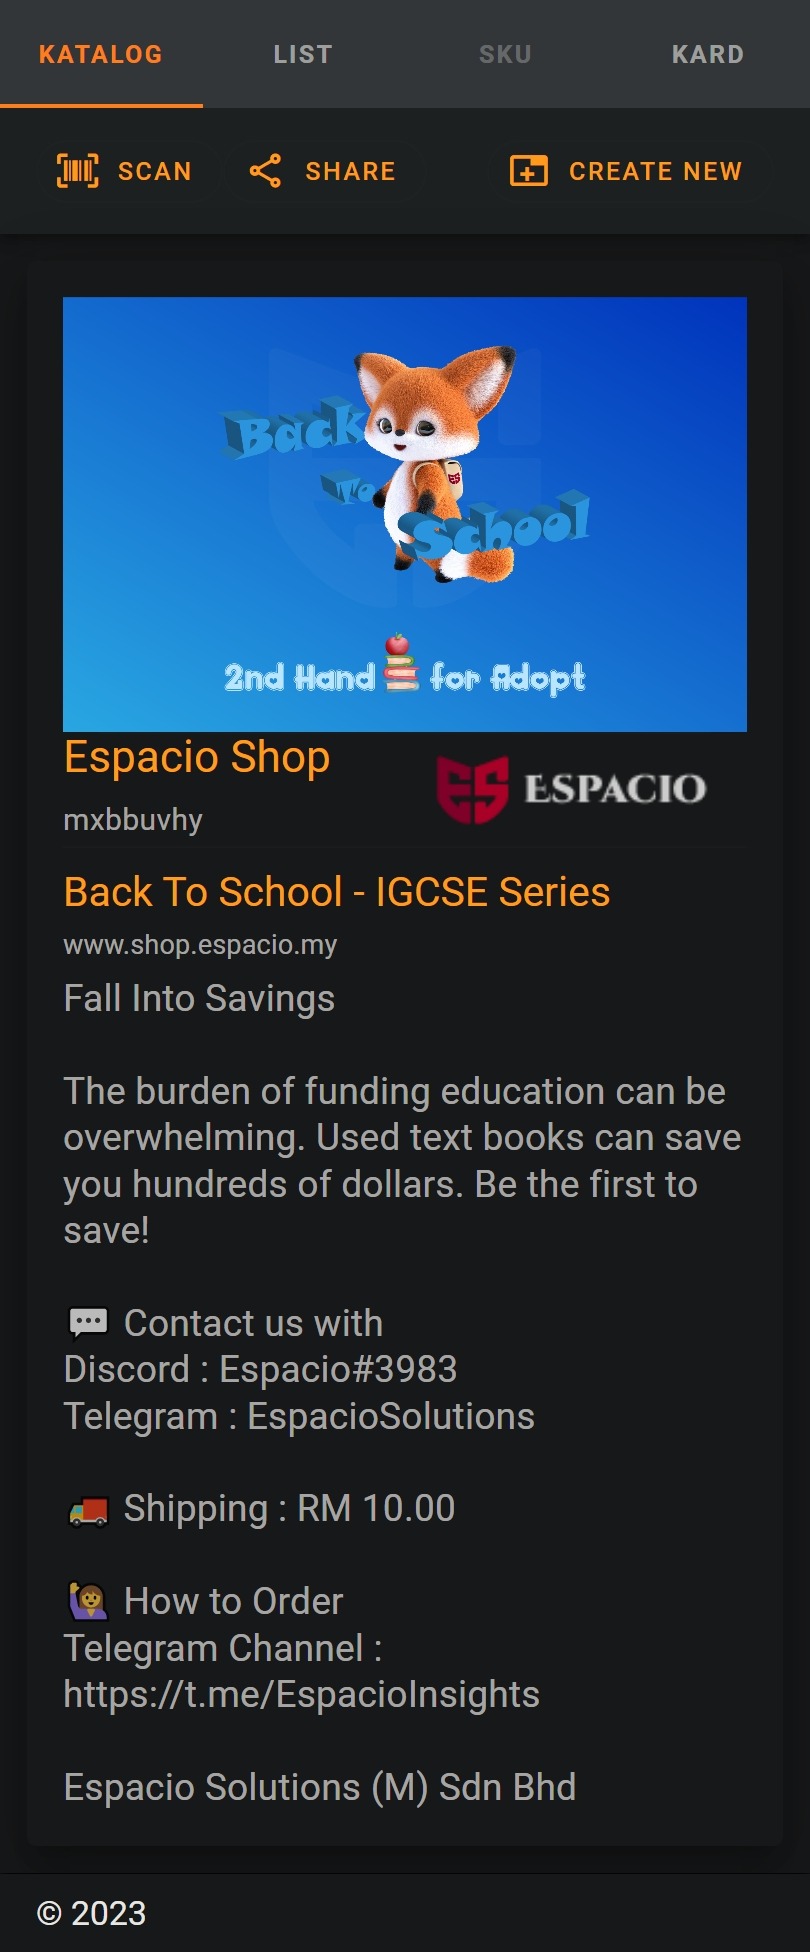 KATALOG LIST SKU KARD
SCAN SHARE CREATE NEW
Back
To
School
2nd Hand for Adopt
Espacio Shop
ES ESPACIO
mxbbuvhy
Back To School - IGCSE Series
www.shop.espacio.my
Fall Into Savings
The burden of funding education can be
overwhelming. Used text books can save
you hundreds of dollars. Be the first to
save!
💬 Contact us with
Discord : Espacio#3983
Telegram : EspacioSolutions
🚚 Shipping : RM 10.00
🙋🏾‍♀️ How to Order
Telegram Channel :
https://t.me/EspacioInsights
Espacio Solutions (M) Sdn Bhd
© 2023